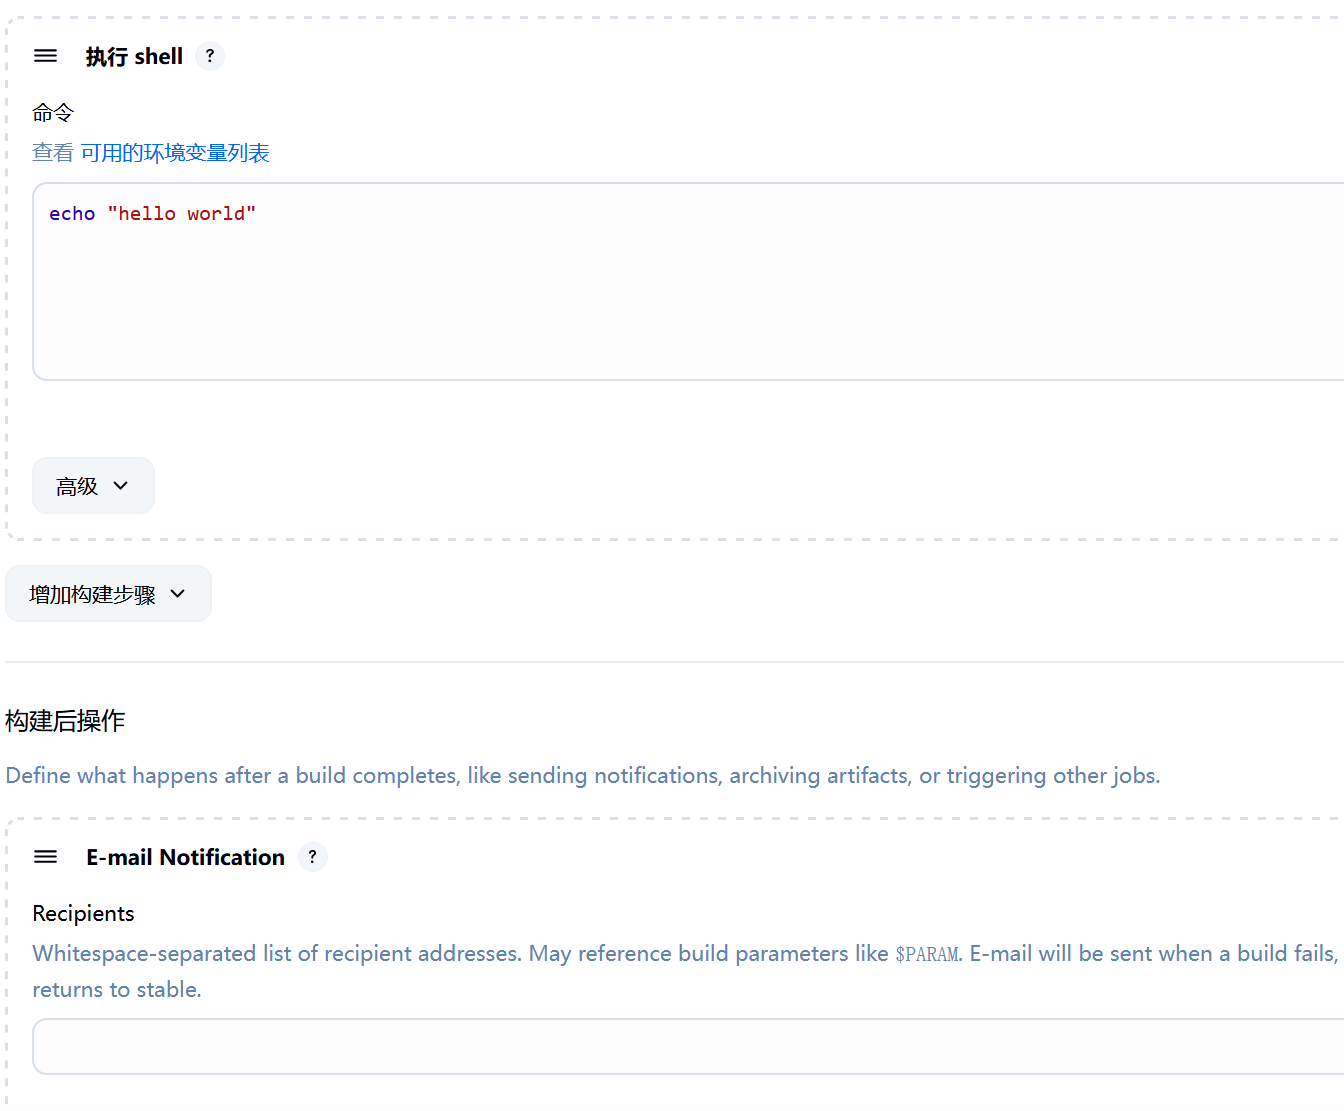 执行 shell ?
命令
查看 可用的环境变量列表
echo "hello world"
高级
增加构建步骤
构建后操作
Define what happens after a build completes, like sending notifications, archiving artifacts, or triggering other jobs.
E-mail Notification ?
Recipients
Whitespace-separated list of recipient addresses. May reference build parameters like $PARAM. E-mail will be sent when a build fails,
returns to stable.